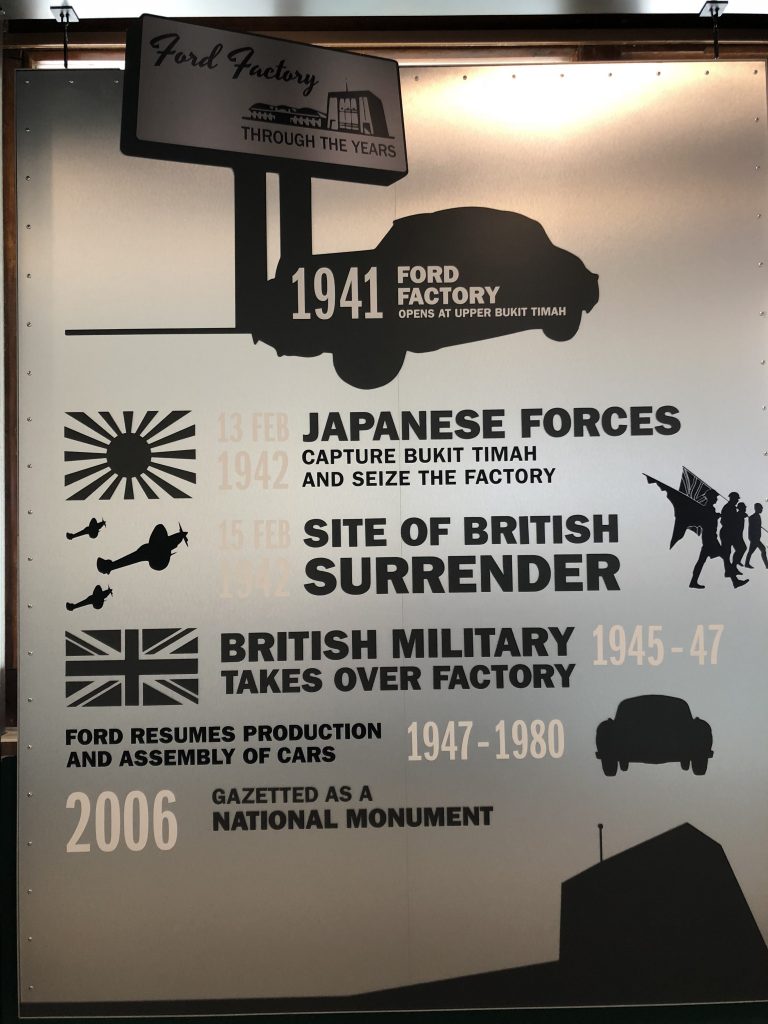 Ford Factory
THROUGH THE YEARS
1941 FORD
FACTORY
OPENS AT UPPER BUKIT TIMAH
13 FEB
1942
JAPANESE FORCES
CAPTURE BUKIT TIMAH
AND SEIZE THE FACTORY
15 FEB
1942
SITE OF BRITISH
SURRENDER
BRITISH MILITARY
TAKES OVER FACTORY
1945 - 47
FORD RESUMES PRODUCTION
AND ASSEMBLY OF CARS
1947 - 1980
2006
GAZETTED AS A
NATIONAL MONUMENT